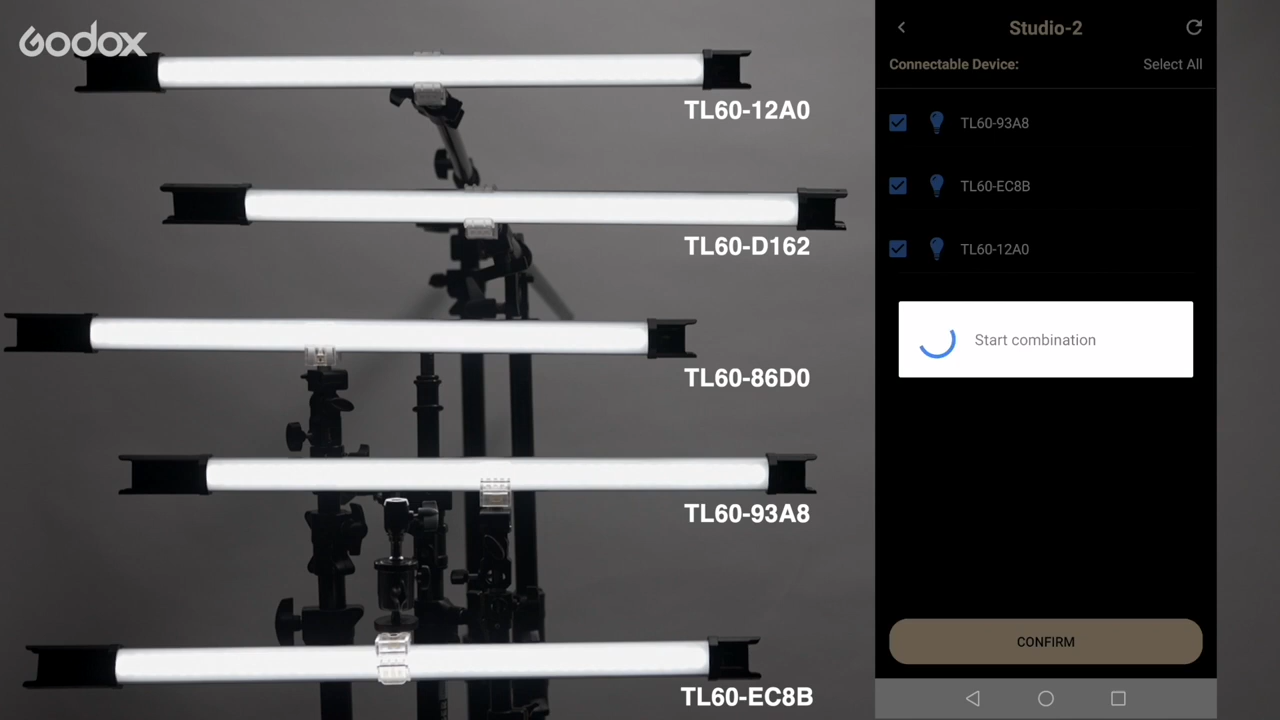 Godox
TL60-12A0
TL60-D162
TL60-86D0
TL60-93A8
TL60-EC8B
Studio-2
Connectable Device:
Select All
TL60-93A8
TL60-EC8B
TL60-12A0
Start combination
CONFIRM